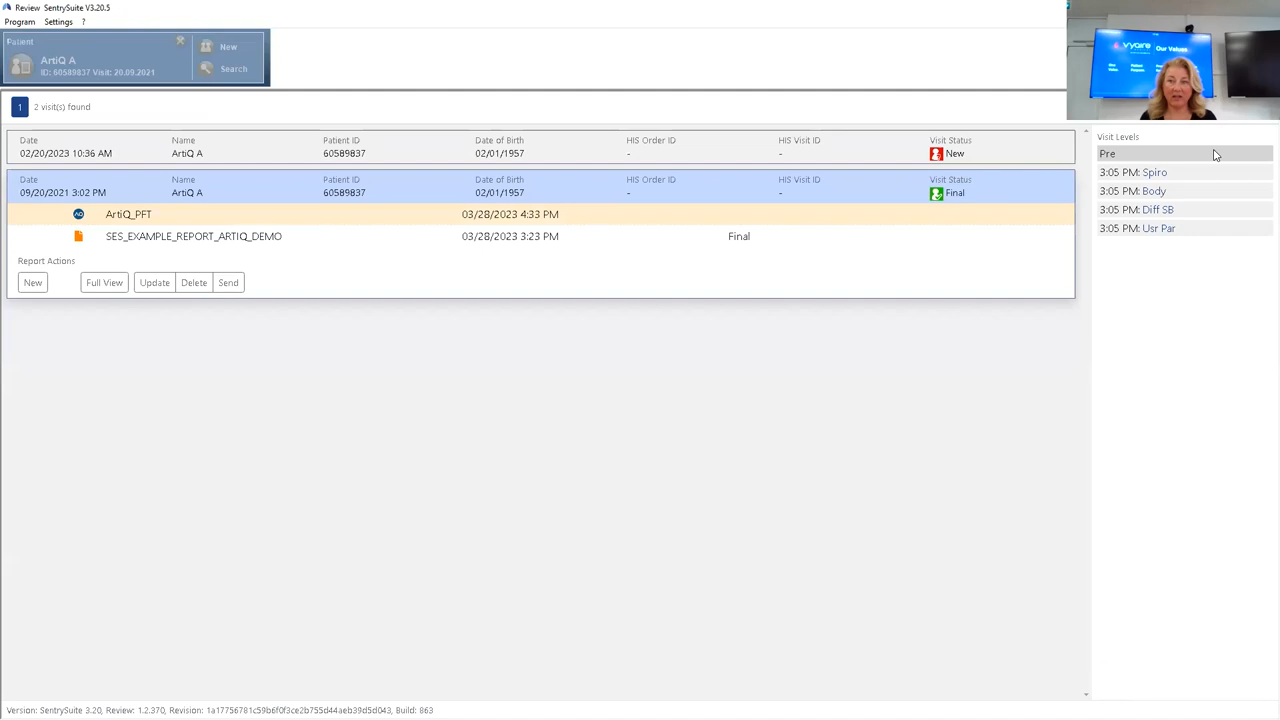 Review SentrySuite V3.20.5
Program Settings ?
Patient
ArtiQ A
ID: 60589837 Visit: 20.09.2021
New
Search
vyaire
Our Values
1 2 visit(s) found
Date Name Patient ID Date of Birth HIS Order ID HIS Visit ID Visit Status
02/20/2023 10:36 AM ArtiQ A 60589837 02/01/1957 - - New
Date Name Patient ID Date of Birth HIS Order ID HIS Visit ID Visit Status
09/20/2021 3:02 PM ArtiQ A 60589837 02/01/1957 - - Final
AQ ArtiQ_PFT 03/28/2023 4:33 PM
SES_EXAMPLE_REPORT_ARTIQ_DEMO 03/28/2023 3:23 PM Final
Report Actions
New Full View Update Delete Send
Visit Levels
Pre
3:05 PM: Spiro
3:05 PM: Body
3:05 PM: Diff SB
3:05 PM: Usr Par
Version: SentrySuite 3.20, Review: 1.2.370, Revision: 1a17756781c59b6f0f3ce2b755d44aeb39d5d043, Build: 863